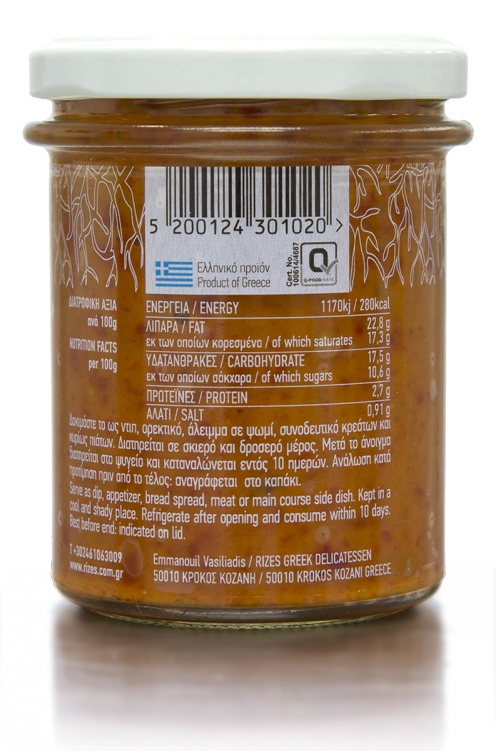 5 200124 301020 >
Ελληνικό προϊόν
Product of Greece
Cert. No.
100614/4687
Q
Q-FOOD SAFE
ΔΙΑΤΡΟΦΙΚΗ ΑΞΙΑ
ανά 100g
NUTRITION FACTS
per 100g
ΕΝΕΡΓΕΙΑ / ENERGY 1170kj / 280kcal
ΛΙΠΑΡΑ / FAT 22,8 g
εκ των οποίων κορεσμένα / of which saturates 17,3 g
ΥΔΑΤΑΝΘΡΑΚΕΣ / CARBOHYDRATE 17,5 g
εκ των οποίων σάκχαρα / of which sugars 10,6 g
ΠΡΩΤΕΪΝΕΣ / PROTEIN 2,7 g
ΑΛΑΤΙ / SALT 0,91 g
Δοκιμάστε το ως ντιπ, ορεκτικό, άλειμμα σε ψωμί, συνοδευτικό κρεάτων και
κυρίως πιάτων. Διατηρείται σε σκιερό και δροσερό μέρος. Μετά το άνοιγμα
διατηρείται στο ψυγείο και καταναλώνεται εντός 10 ημερών. Ανάλωση κατά
προτίμηση πριν από το τέλος: αναγράφεται στο καπάκι.
Serve as dip, appetizer, bread spread, meat or main course side dish. Kept in a
cool and shady place. Refrigerate after opening and consume within 10 days.
Best before end: indicated on lid.
T +302461063009
www.rizes.com.gr
Emmanouil Vasiliadis / RIZES GREEK DELICATESSEN
50010 ΚΡΟΚΟΣ ΚΟΖΑΝΗ / 50010 KROKOS KOZANI GREECE